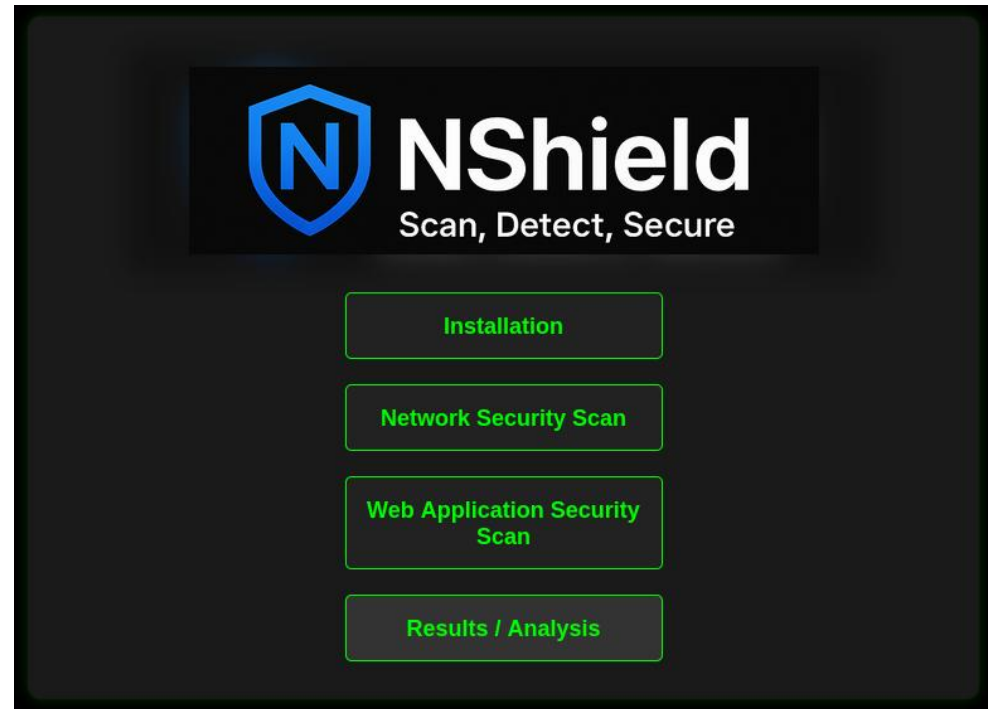 N
NShield
Scan, Detect, Secure
Installation
Network Security Scan
Web Application Security
Scan
Results / Analysis